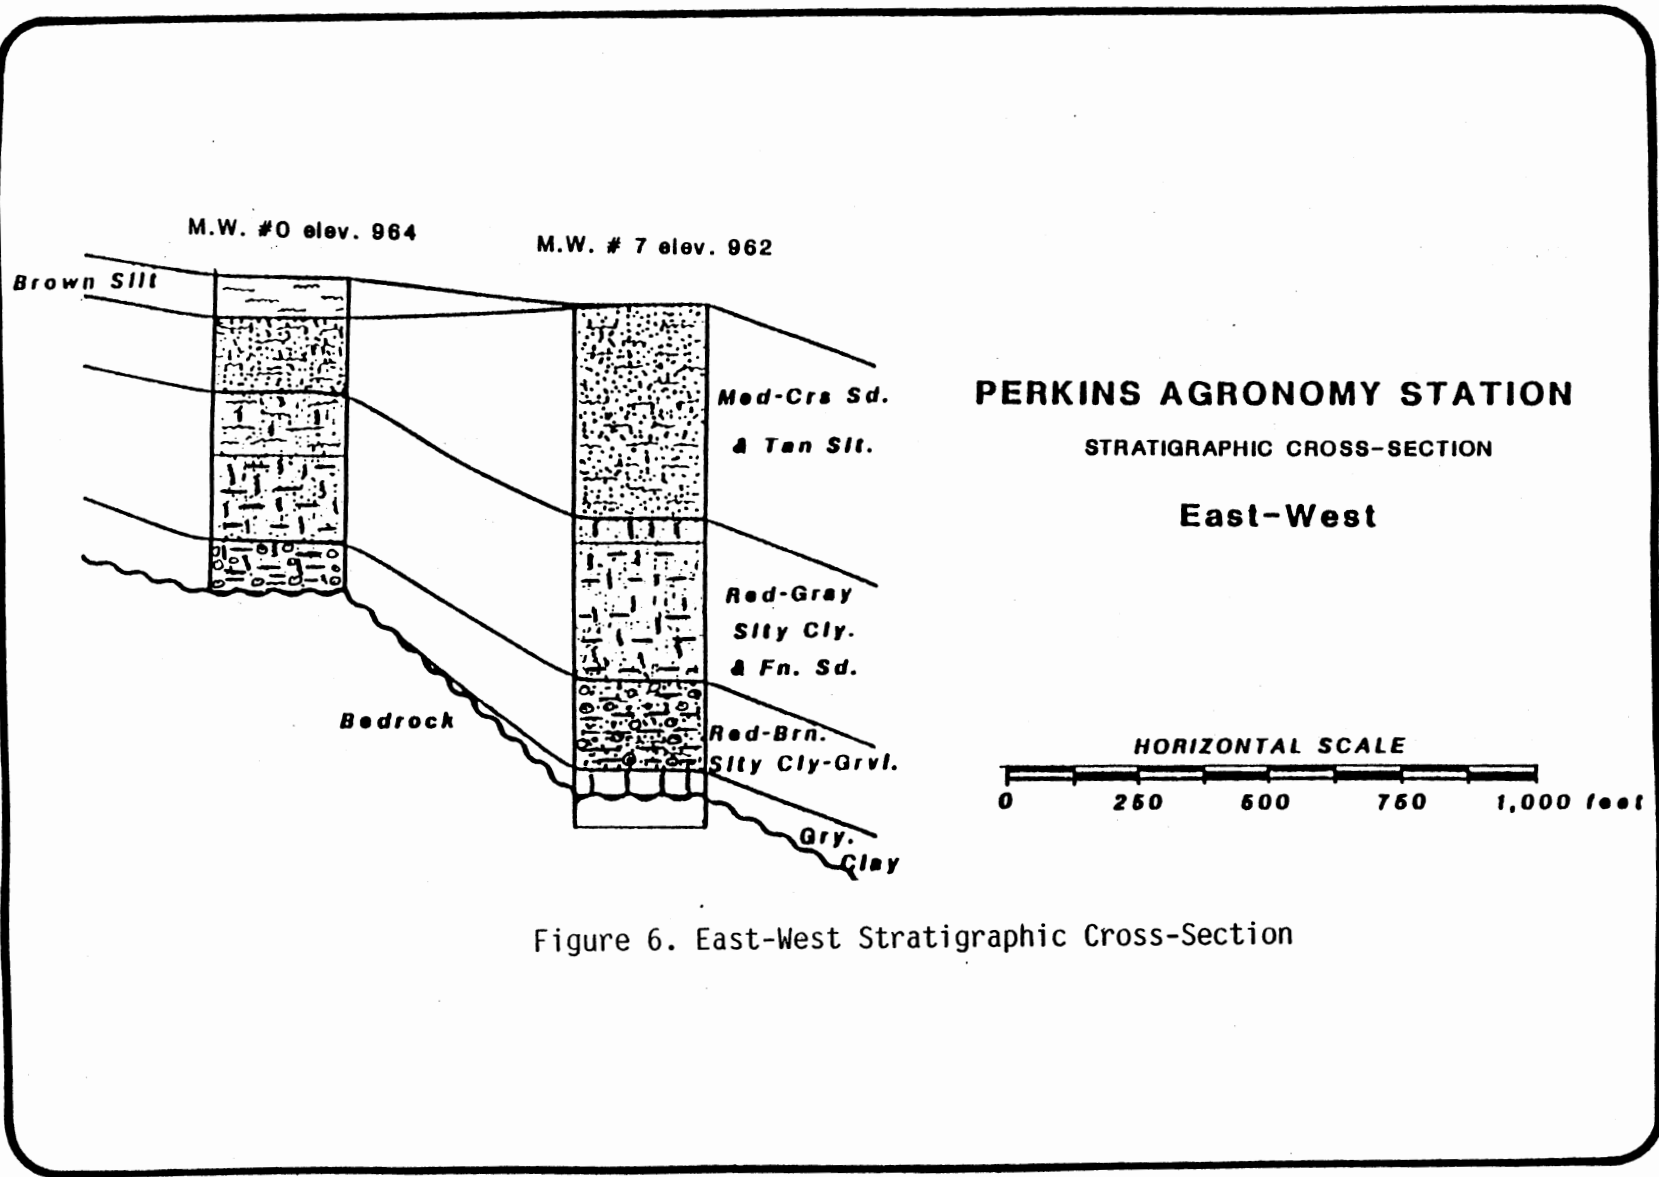 M.W. #0 elev. 964
M.W. # 7 elev. 962
Brown Silt
Med-Crs Sd.
& Tan Slt.
PERKINS AGRONOMY STATION
STRATIGRAPHIC CROSS-SECTION
East-West
Red-Gray
Slty Cly.
& Fn. Sd.
Bedrock
Red-Brn.
Slty Cly-Grvl.
HORIZONTAL SCALE
0 250 500 750 1,000 feet
Gry.
Clay
Figure 6. East-West Stratigraphic Cross-Section